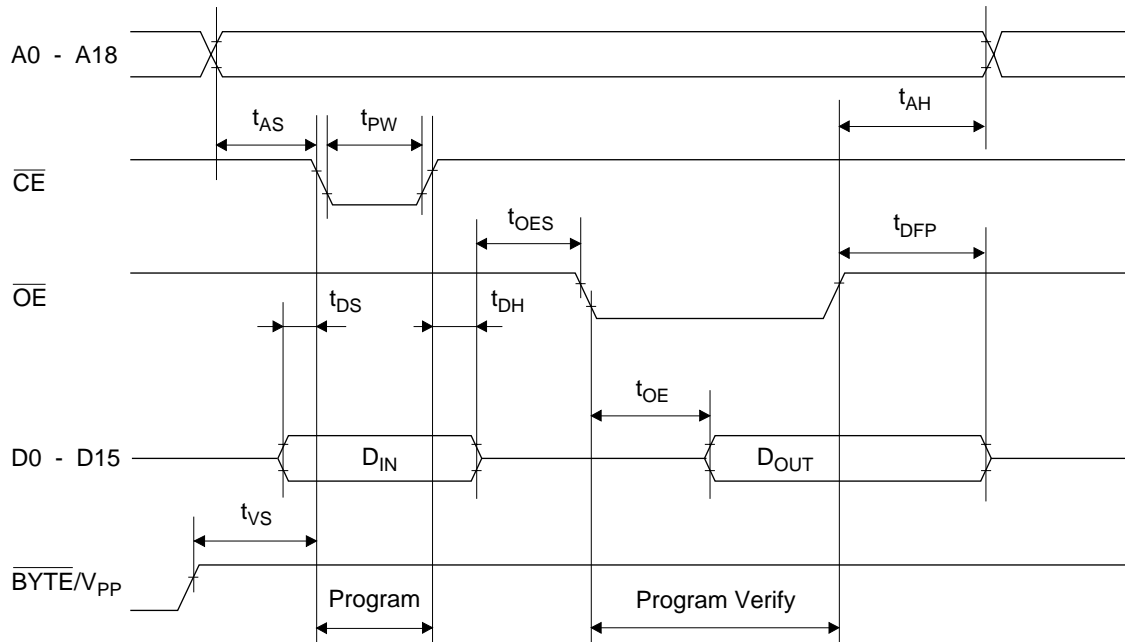 A0 - A18
tAH
tAS
tPW
CE
tOES
tDFP
OE
tDS
tDH
tOE
D0 - D15
DIN
DOUT
tVS
BYTE/VPP
Program
Program Verify